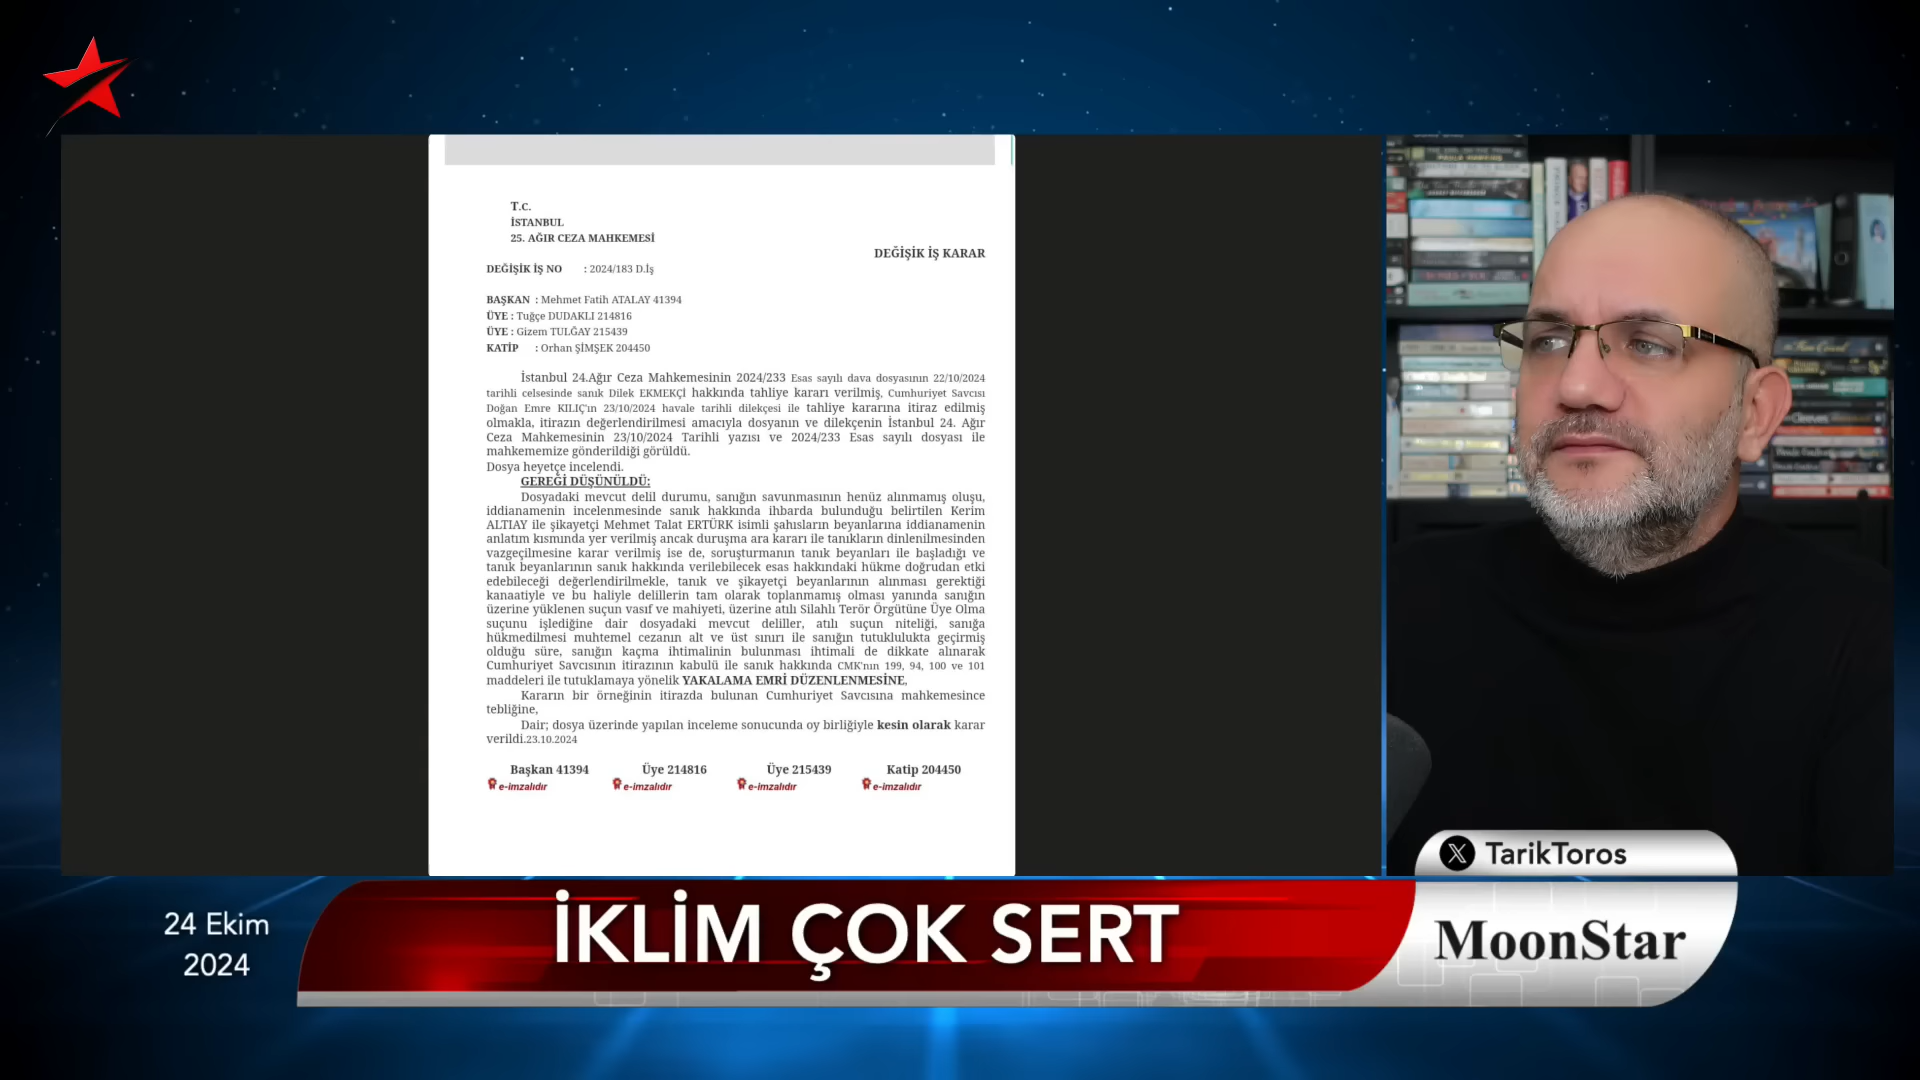 T.C.
İSTANBUL
25. AĞIR CEZA MAHKEMESİ
DEĞİŞİK İŞ KARAR
DEĞİŞİK İŞ NO : 2024/183 D.İş
BAŞKAN : Mehmet Fatih ATALAY 41394
ÜYE : Tuğçe DUDAKLI 214816
ÜYE : Gizem TULĞAY 215439
KATİP : Orhan ŞİMŞEK 204450
İstanbul 24.Ağır Ceza Mahkemesinin 2024/233 Esas sayılı dava dosyasının 22/10/2024
tarihli celsesinde sanık Dilek EKMEKÇİ hakkında tahliye kararı verilmiş, Cumhuriyet Savcısı
Doğan Emre KILIÇ'ın 23/10/2024 havale tarihli dilekçesi ile tahliye kararına itiraz edilmiş
olmakla, itirazın değerlendirilmesi amacıyla dosyanın ve dilekçenin İstanbul 24. Ağır
Ceza Mahkemesinin 23/10/2024 Tarihli yazısı ve 2024/233 Esas sayılı dosyası ile
mahkememize gönderildiği görüldü.
Dosya heyetçe incelendi.
GEREĞİ DÜŞÜNÜLDÜ:
Dosyadaki mevcut delil durumu, sanığın savunmasının henüz alınmamış oluşu,
iddianamenin incelenmesinde sanık hakkında ihbarda bulunduğu belirtilen Kerim
ALTIAY ile şikayetçi Mehmet Talat ERTÜRK isimli şahısların beyanlarına iddianamenin
anlatım kısmında yer verilmiş ancak duruşma ara kararı ile tanıkların dinlenilmesinden
vazgeçilmesine karar verilmiş ise de, soruşturmanın tanık beyanları ile başladığı ve
tanık beyanlarının sanık hakkında verilebilecek esas hakkındaki hükme doğrudan etki
edebileceği değerlendirilmekle, tanık ve şikayetçi beyanlarının alınması gerektiği
kanaatiyle ve bu haliyle delillerin tam olarak toplanmamış olması yanında sanığın
üzerine yüklenen suçun vasıf ve mahiyeti, üzerine atılı Silahlı Terör Örgütüne Üye Olma
suçunu işlediğine dair dosyadaki mevcut deliller, atılı suçun niteliği, sanığa
hükmedilmesi muhtemel cezanın alt ve üst sınırı ile sanığın tutuklulukta geçirmiş
olduğu süre, sanığın kaçma ihtimalinin bulunması ihtimali de dikkate alınarak
Cumhuriyet Savcısının itirazının kabulü ile sanık hakkında CMK'nın 199, 94, 100 ve 101
maddeleri ile tutuklamaya yönelik YAKALAMA EMRİ DÜZENLENMESİNE,
Kararın bir örneğinin itirazda bulunan Cumhuriyet Savcısına mahkemesince
tebliğine,
Dair; dosya üzerinde yapılan inceleme sonucunda oy birliğiyle kesin olarak karar
verildi.23.10.2024
Başkan 41394 Üye 214816 Üye 215439 Katip 204450
e-imzalıdır e-imzalıdır e-imzalıdır e-imzalıdır
X TarikToros
24 Ekim
2024
İKLİM ÇOK SERT
MoonStar